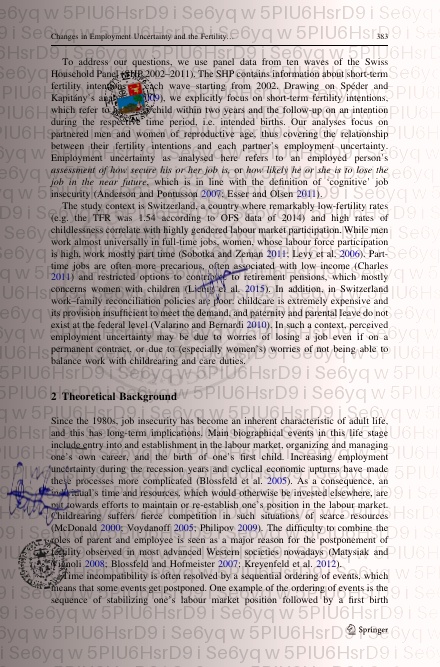 Changes in Employment Uncertainty and the Fertility... 383
To address our questions, we use panel data from ten waves of the Swiss
Household Panel 2002–2011). The SHP contains information about short-term
fertility intentions each wave starting from 2002. Drawing on Spéder and
Kapitány's we explicitly focus on short-term fertility intentions,
which refer to child within two years and the follow-up on an intention
during the respective time period, i.e. intended births. Our analyses focus on
partnered men and women of reproductive age, thus covering the relationship
between their fertility intentions and each partner's employment uncertainty.
Employment uncertainty as analysed here refers to an employed person's
assessment of how secure his or her job is, or how likely he or she is to lose the
job in the near future, which is in line with the definition of 'cognitive' job
insecurity (Anderson and Pontusson 2007; Esser and Olsen 2011).
The study context is Switzerland, a country where remarkably low-fertility rates
(e.g. the TFR was 1.54 according to OFS data of 2014) and high rates of
childlessness correlate with highly gendered labour market participation. While men
work almost universally in full-time jobs, women, whose labour force participation
is high, work mostly part time (Sobotka and Zeman 2011; Levy et al. 2006). Part-
time jobs are often more precarious, often associated with low income (Charles
2011) and restricted options to contribute to retirement pensions, which mostly
concerns women with children (Liechti et al. 2015). In addition, in Switzerland
work–family reconciliation policies are poor: childcare is extremely expensive and
its provision insufficient to meet the demand, and paternity and parental leave do not
exist at the federal level (Valarino and Bernardi 2010). In such a context, perceived
employment uncertainty may be due to worries of losing a job even if on a
permanent contract, or due to (especially women's) worries of not being able to
balance work with childrearing and care duties.
2 Theoretical Background
Since the 1980s, job insecurity has become an inherent characteristic of adult life,
and this has long-term implications. Main biographical events in this life stage
include entry into and establishment in the labour market, organizing and managing
one's own career, and the birth of one's first child. Increasing employment
uncertainty during the recession years and cyclical economic upturns have made
these processes more complicated (Blossfeld et al. 2005). As a consequence, an
individual's time and resources, which would otherwise be invested elsewhere, are
put towards efforts to maintain or re-establish one's position in the labour market.
Childrearing suffers fierce competition in such situations of scarce resources
(McDonald 2000; Voydanoff 2005; Philipov 2009). The difficulty to combine the
roles of parent and employee is seen as a major reason for the postponement of
fertility observed in most advanced Western societies nowadays (Matysiak and
Vignoli 2008; Blossfeld and Hofmeister 2007; Kreyenfeld et al. 2012).
Time incompatibility is often resolved by a sequential ordering of events, which
means that some events get postponed. One example of the ordering of events is the
sequence of stabilizing one's labour market position followed by a first birth
Springer